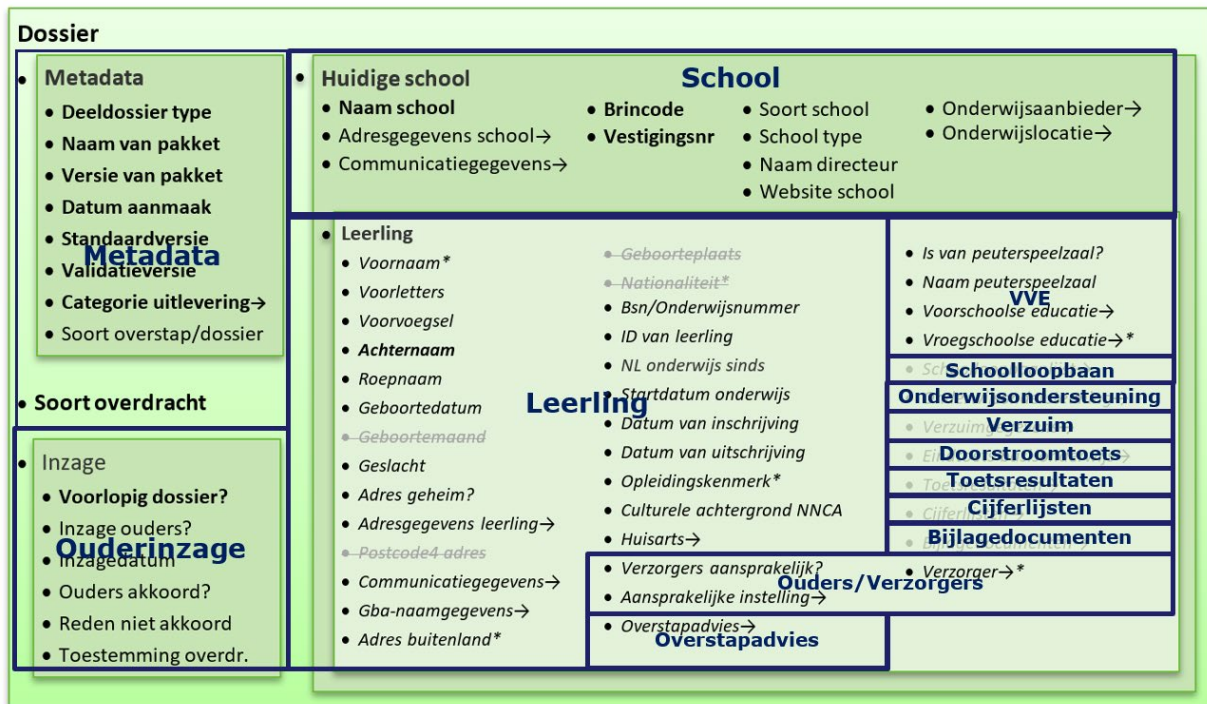 Dossier
• Metadata
• Deeldossier type
• Naam van pakket
• Versie van pakket
• Datum aanmaak
• Standaardversie
• Validatieversie
• Categorie uitlevering→
• Soort overstap/dossier
Metadata
• Soort overdracht
• Inzage
• Voorlopig dossier?
• Inzage ouders?
• Inzagedatum
• Ouders akkoord?
• Reden niet akkoord
• Toestemming overdr.
Ouderinzage
• Huidige school
School
• Naam school
• Adresgegevens school→
• Communicatiegegevens→
• Brincode
• Vestigingsnr
• Soort school
• School type
• Naam directeur
• Website school
• Onderwijsaanbieder→
• Onderwijslocatie→
• Leerling
• Voornaam*
• Voorletters
• Voorvoegsel
• Achternaam
• Roepnaam
• Geboortedatum
• Geboortemaand
• Geslacht
• Adres geheim?
• Adresgegevens leerling→
• Postcode4 adres
• Communicatiegegevens→
• Gba-naamgegevens→
• Adres buitenland*
Leerling
• Geboorteplaats
• Nationaliteit*
• Bsn/Onderwijsnummer
• ID van leerling
• NL onderwijs sinds
• Startdatum onderwijs
• Datum van inschrijving
• Datum van uitschrijving
• Opleidingskenmerk*
• Culturele achtergrond NNCA
• Huisarts→
• Verzorgers aansprakelijk?
• Aansprakelijke instelling→
• Overstapadvies→
Overstapadvies
• Is van peuterspeelzaal?
• Naam peuterspeelzaal
• Voorschoolse educatie→
• Vroegschoolse educatie→*
VVE
Schoolloopbaan
Onderwijsondersteuning
Verzuim
Doorstroomtoets
• Toetsresultaten→
Toetsresultaten
• Cijferlijsten→
Cijferlijsten
• Bijlagedocumenten→
Bijlagedocumenten
• Verzorger→*
Ouders/Verzorgers